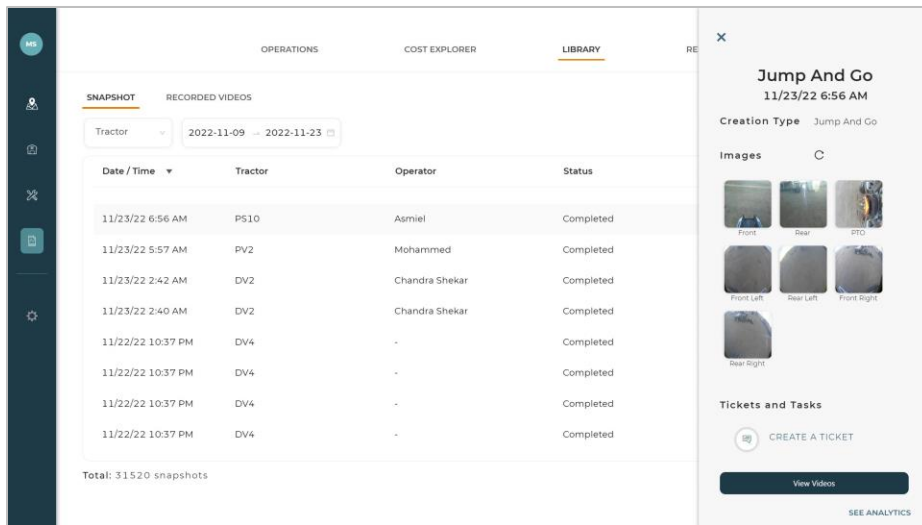 MS
OPERATIONS COST EXPLORER LIBRARY RE
SNAPSHOT RECORDED VIDEOS
Tractor 2022-11-09 → 2022-11-23
Date / Time ▼ Tractor Operator Status
11/23/22 6:56 AM PS10 Asmiel Completed
11/23/22 5:57 AM PV2 Mohammed Completed
11/23/22 2:42 AM DV2 Chandra Shekar Completed
11/23/22 2:40 AM DV2 Chandra Shekar Completed
11/22/22 10:37 PM DV4 - Completed
11/22/22 10:37 PM DV4 - Completed
11/22/22 10:37 PM DV4 - Completed
11/22/22 10:37 PM DV4 - Completed
Total: 31520 snapshots
Jump And Go
11/23/22 6:56 AM
Creation Type Jump And Go
Images
Front Rear PTO
Front Left Rear Left Front Right
Rear Right
Tickets and Tasks
CREATE A TICKET
View Videos
SEE ANALYTICS